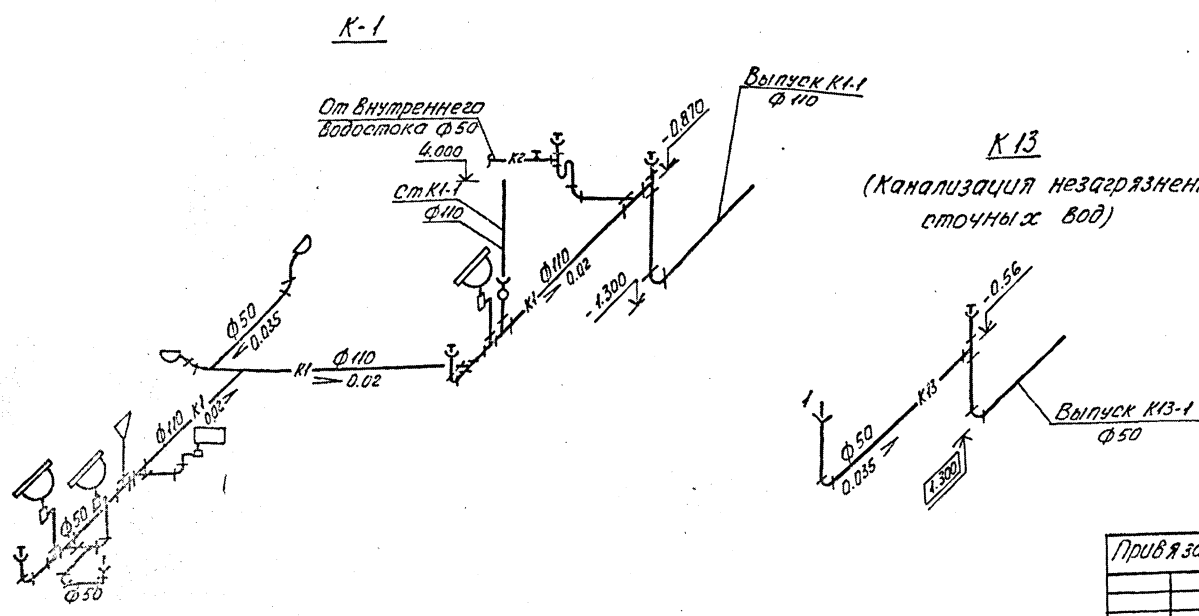 К-1
От внутреннего
водостока ф50
4.000
К2
ст К1-1
ф110
-0.870
Выпуск К1-1
ф110
ф110
К1
0.02
-1.300
ф50
0.035
К1
ф110
0.02
ф110 К1
0.02
ф50
ф50
К13
(Канализация незагрязнен
сточных вод)
-0.56
К13
1
ф50
0.035
1.300
Выпуск К13-1
ф50
Привяза